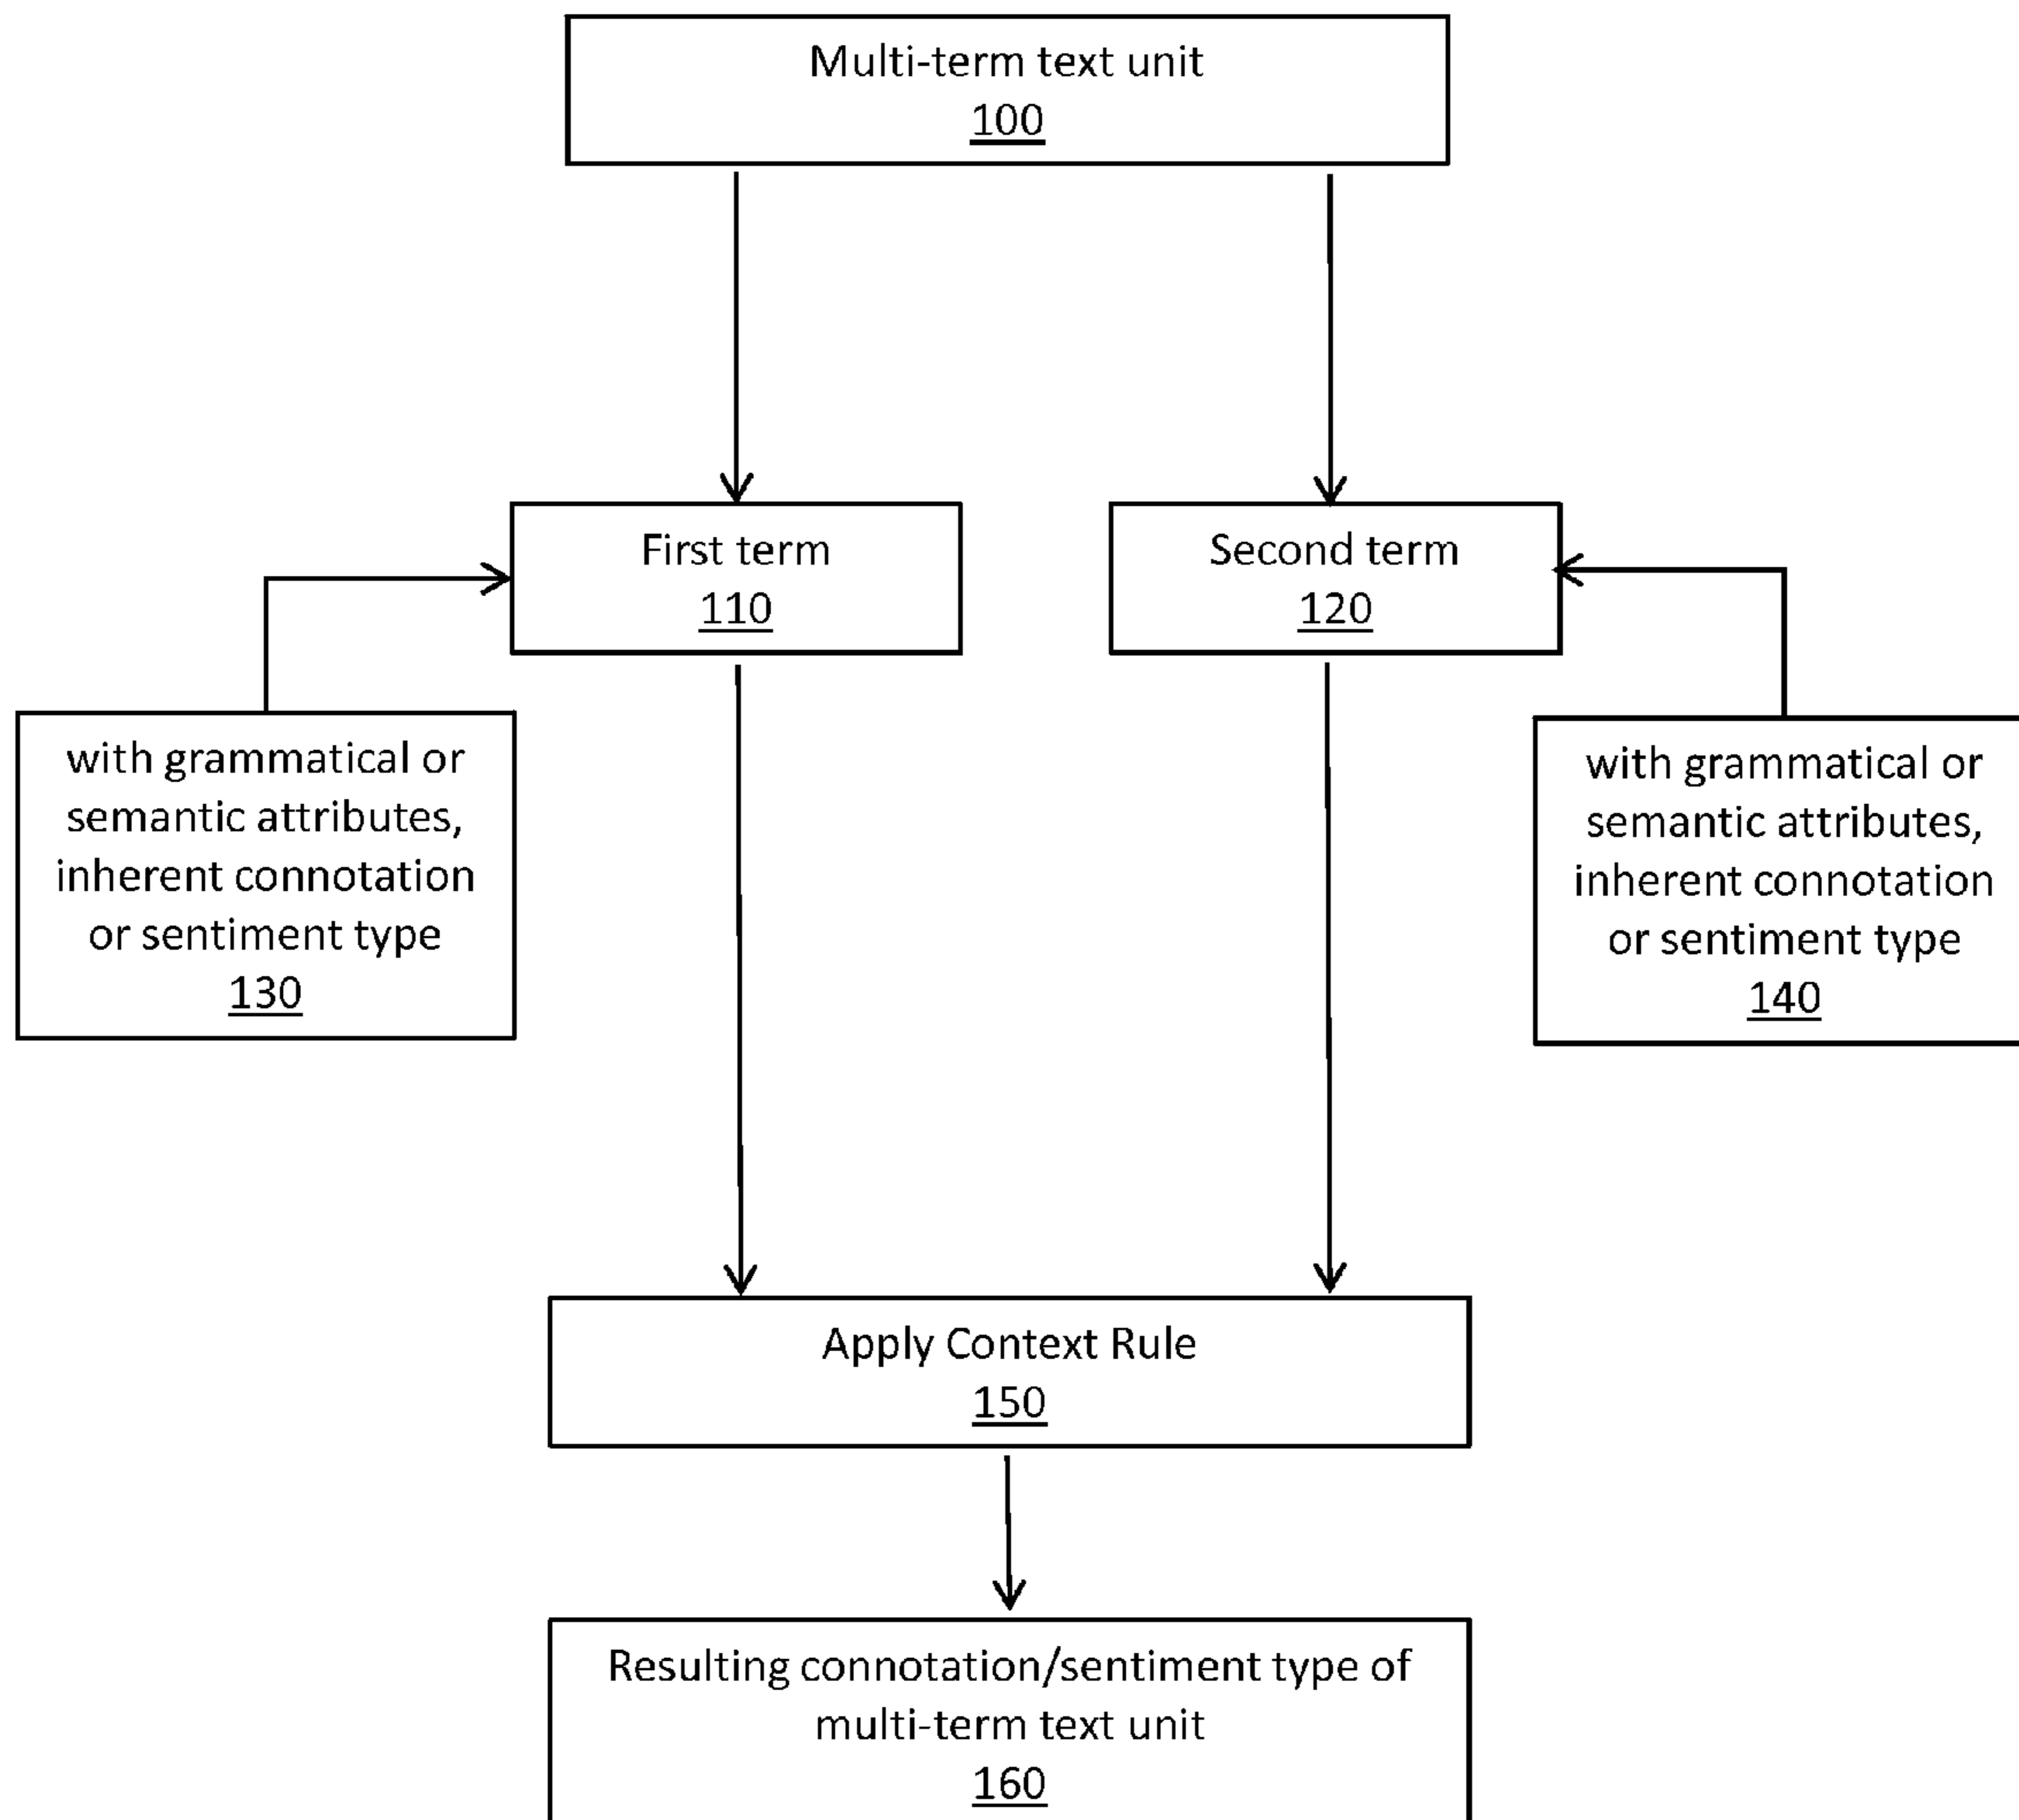 Multi-term text unit
100
First term
110
Second term
120
with grammatical or
semantic attributes,
inherent connotation
or sentiment type
130
with grammatical or
semantic attributes,
inherent connotation
or sentiment type
140
Apply Context Rule
150
Resulting connotation/sentiment type of
multi-term text unit
160